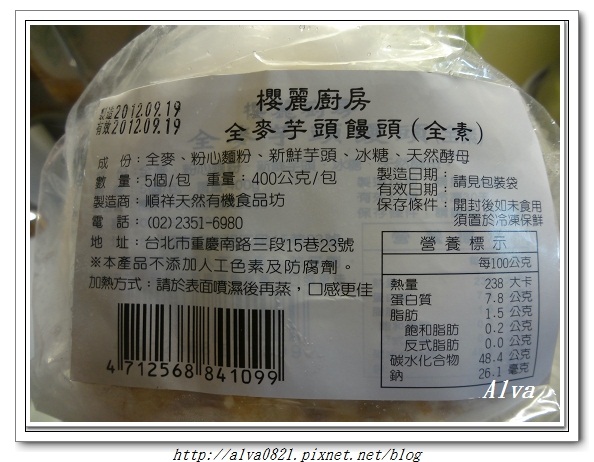 製造2012.09.19
有效2012.09.19
櫻麗廚房
全麥芋頭饅頭(全素)
成　份：全麥、粉心麵粉、新鮮芋頭、冰糖、天然酵母
數　量：5個/包　重量：400公克/包
製造商：順祥天然有機食品坊
電　話：(02)2351-6980
地　址：台北市重慶南路三段15巷23號
※本產品不添加人工色素及防腐劑。
加熱方式：請於表面噴濕後再蒸，口感更佳
製造日期：請見包裝袋
有效日期：
保存條件：開封後如未食用
須置於冷凍保鮮
營養標示
每100公克
熱量 238 大卡
蛋白質 7.8 公克
脂肪 1.5 公克
飽和脂肪 0.2 公克
反式脂肪 0.0 公克
碳水化合物 48.4 公克
鈉 26.1 毫克
4 712568 841099
Alva
http://alva0821.pixnet.net/blog